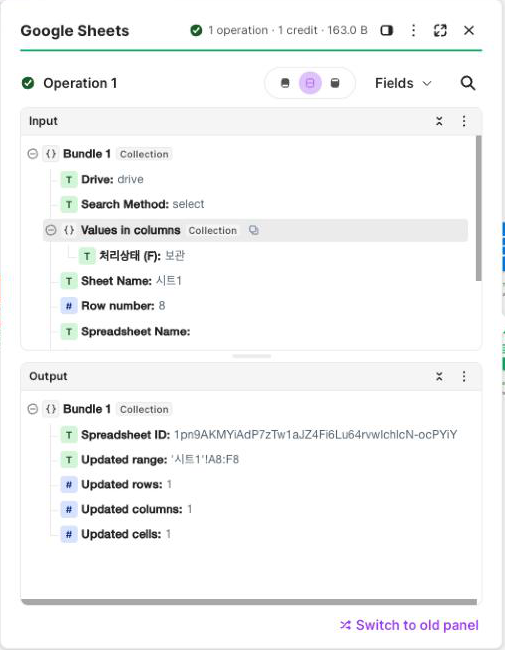 Google Sheets
1 operation · 1 credit · 163.0 B
Operation 1
Fields
Input
{} Bundle 1 Collection
T Drive: drive
T Search Method: select
{} Values in columns Collection
T 처리상태 (F): 보관
T Sheet Name: 시트1
# Row number: 8
T Spreadsheet Name:
Output
{} Bundle 1 Collection
T Spreadsheet ID: 1pn9AKMYiAdP7zTw1aJZ4Fi6Lu64rvwlchlcN-ocPYiY
T Updated range: '시트1'!A8:F8
# Updated rows: 1
# Updated columns: 1
# Updated cells: 1
Switch to old panel